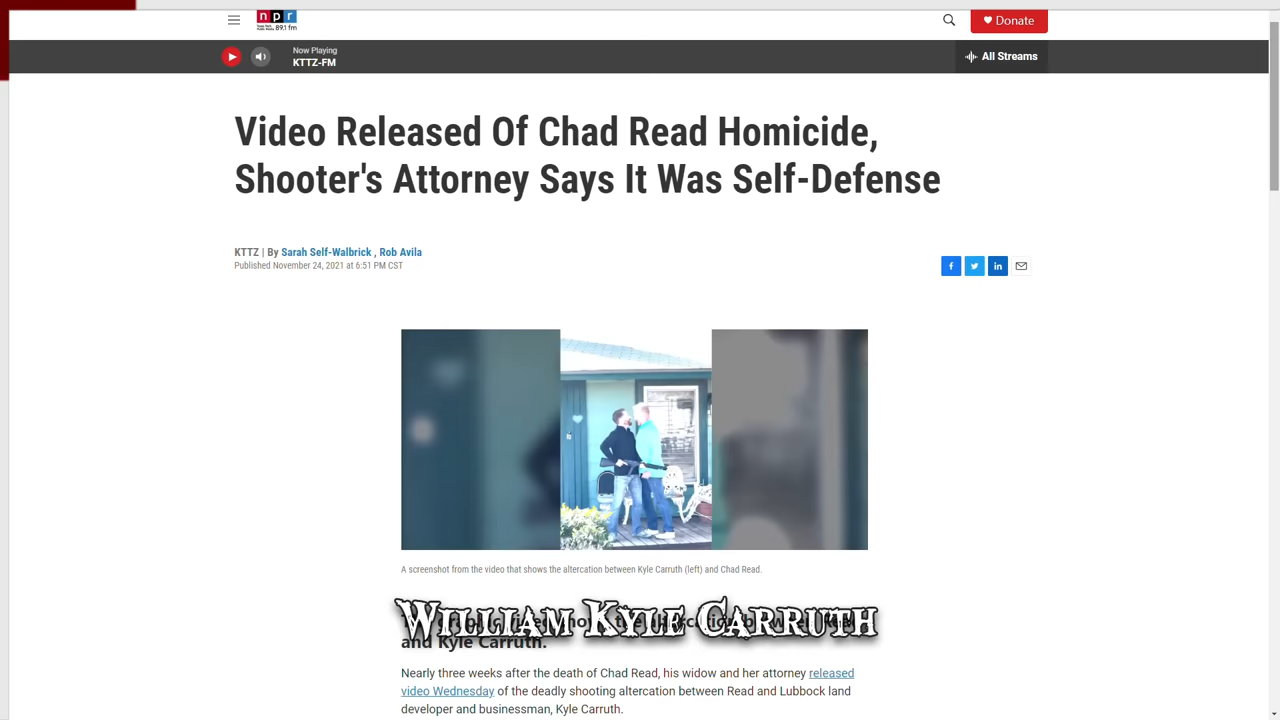 npr
89.1 fm
Donate
Now Playing
KTTZ-FM
All Streams
Video Released Of Chad Read Homicide,
Shooter's Attorney Says It Was Self-Defense
KTTZ | By Sarah Self-Walbrick , Rob Avila
Published November 24, 2021 at 6:51 PM CST
f
in
A screenshot from the video that shows the altercation between Kyle Carruth (left) and Chad Read.
William Kyle Carruth
and Kyle Carruth.
Nearly three weeks after the death of Chad Read, his widow and her attorney released
video Wednesday of the deadly shooting altercation between Read and Lubbock land
developer and businessman, Kyle Carruth.